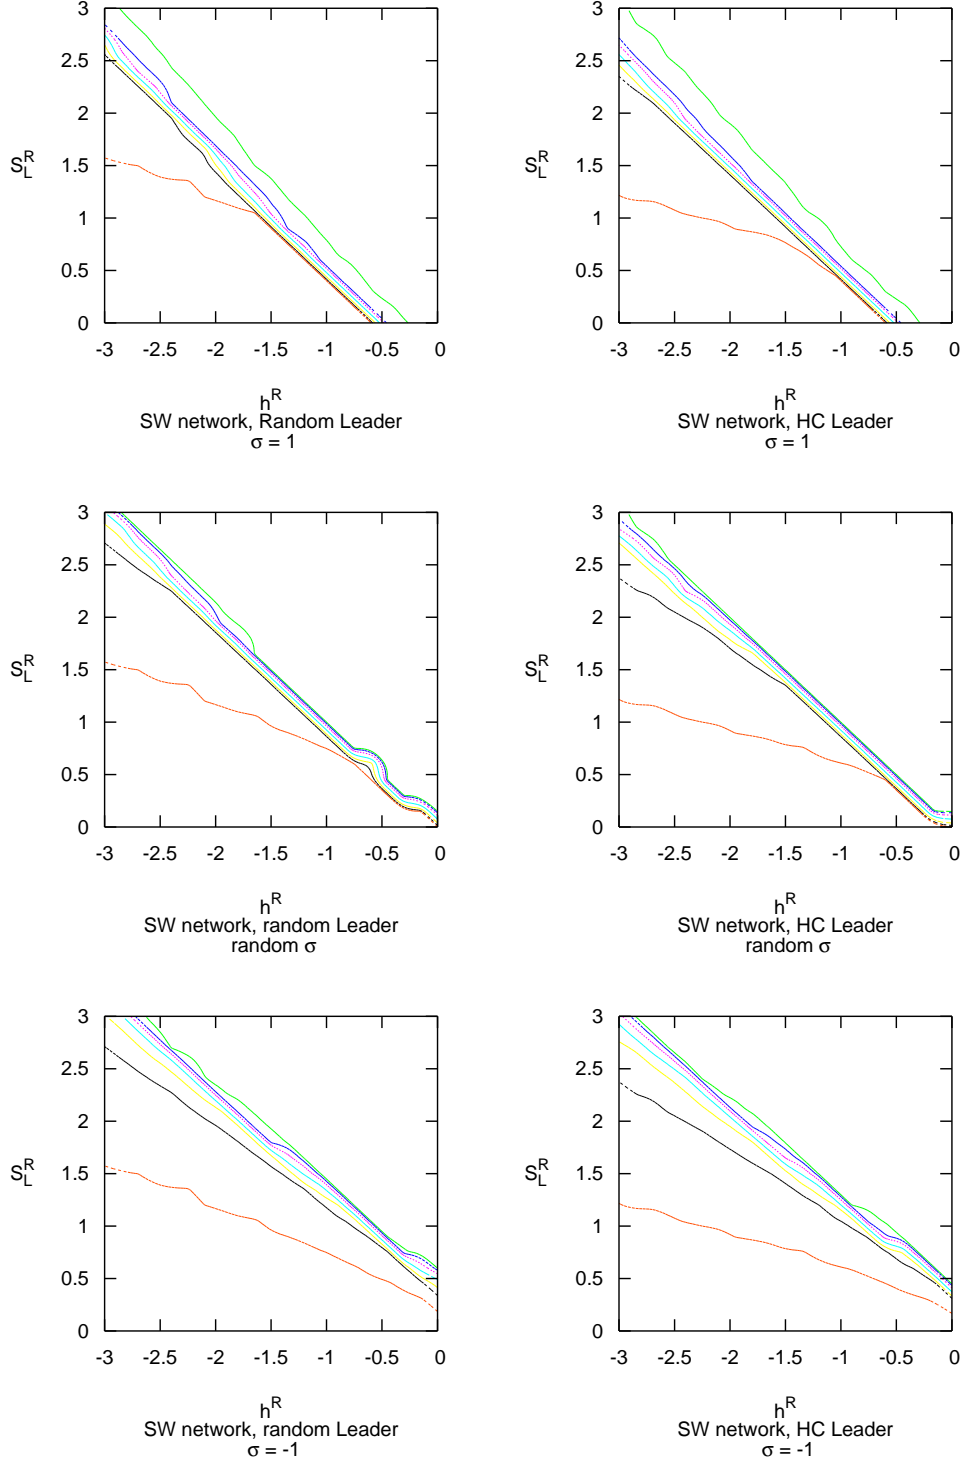 3
2.5
2
S_L^R 1.5
1
0.5
0
-3 -2.5 -2 -1.5 -1 -0.5 0
h^R
SW network, Random Leader
σ = 1
3
2.5
2
S_L^R 1.5
1
0.5
0
-3 -2.5 -2 -1.5 -1 -0.5 0
h^R
SW network, HC Leader
σ = 1
3
2.5
2
S_L^R 1.5
1
0.5
0
-3 -2.5 -2 -1.5 -1 -0.5 0
h^R
SW network, random Leader
random σ
3
2.5
2
S_L^R 1.5
1
0.5
0
-3 -2.5 -2 -1.5 -1 -0.5 0
h^R
SW network, HC Leader
random σ
3
2.5
2
S_L^R 1.5
1
0.5
0
-3 -2.5 -2 -1.5 -1 -0.5 0
h^R
SW network, random Leader
σ = -1
3
2.5
2
S_L^R 1.5
1
0.5
0
-3 -2.5 -2 -1.5 -1 -0.5 0
h^R
SW network, HC Leader
σ = -1